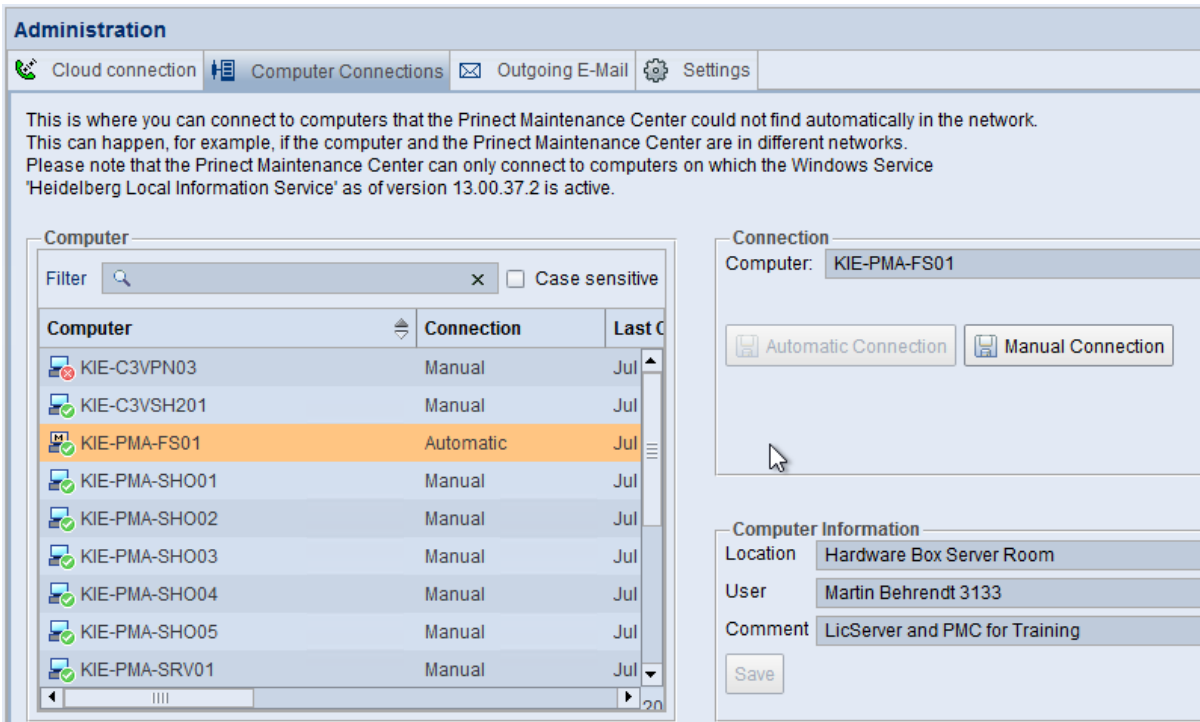 Administration
Cloud connection Computer Connections Outgoing E-Mail Settings
This is where you can connect to computers that the Prinect Maintenance Center could not find automatically in the network.
This can happen, for example, if the computer and the Prinect Maintenance Center are in different networks.
Please note that the Prinect Maintenance Center can only connect to computers on which the Windows Service
'Heidelberg Local Information Service' as of version 13.00.37.2 is active.
Computer
Filter Case sensitive
Computer Connection Last
KIE-C3VPN03 Manual Jul
KIE-C3VSH201 Manual Jul
M KIE-PMA-FS01 Automatic Jul
KIE-PMA-SHO01 Manual Jul
KIE-PMA-SHO02 Manual Jul
KIE-PMA-SHO03 Manual Jul
KIE-PMA-SHO04 Manual Jul
KIE-PMA-SHO05 Manual Jul
KIE-PMA-SRV01 Manual Jul
20
Connection
Computer: KIE-PMA-FS01
Automatic Connection Manual Connection
Computer Information
Location Hardware Box Server Room
User Martin Behrendt 3133
Comment LicServer and PMC for Training
Save